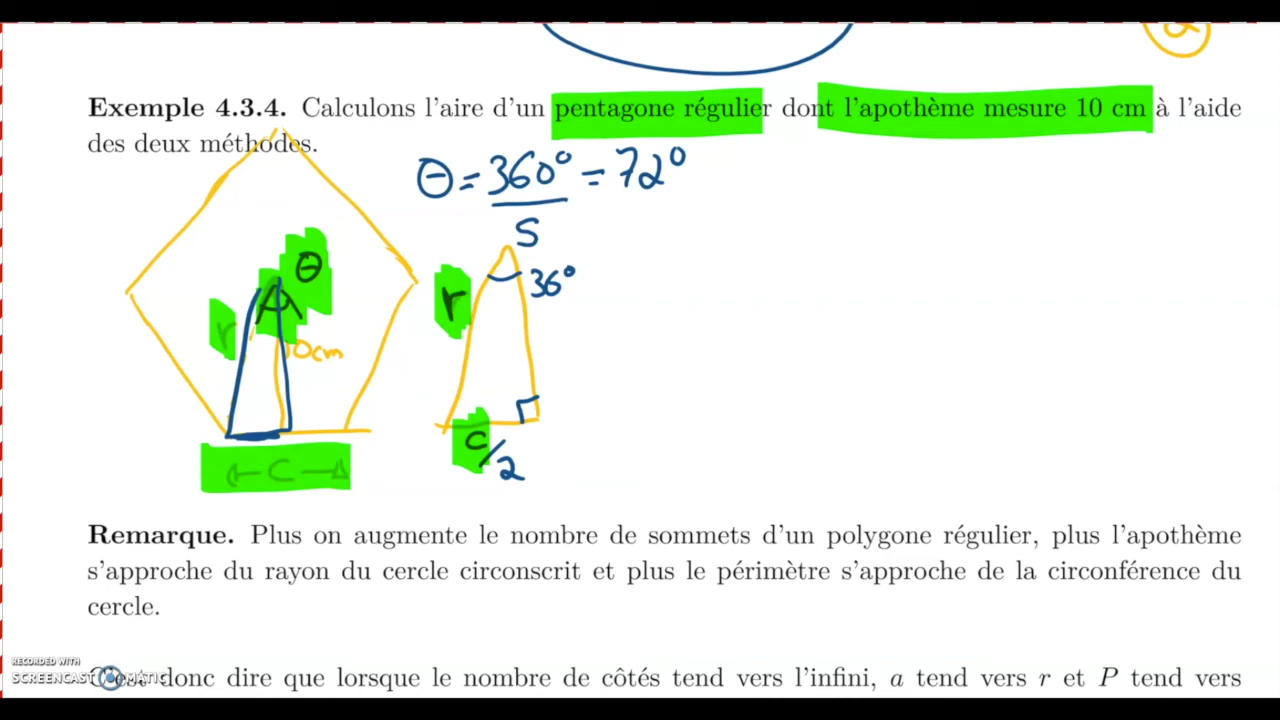 Exemple 4.3.4. Calculons l'aire d'un pentagone régulier dont l'apothème mesure 10 cm à l'aide
des deux méthodes.
θ = 360° = 72°
5
θ
r
10cm
← C →
r
36°
C/2
Remarque. Plus on augmente le nombre de sommets d'un polygone régulier, plus l'apothème
s'approche du rayon du cercle circonscrit et plus le périmètre s'approche de la circonférence du
cercle.
RECORDED WITH
SCREENCAST MATIC
C'est donc dire que lorsque le nombre de côtés tend vers l'infini, a tend vers r et P tend vers